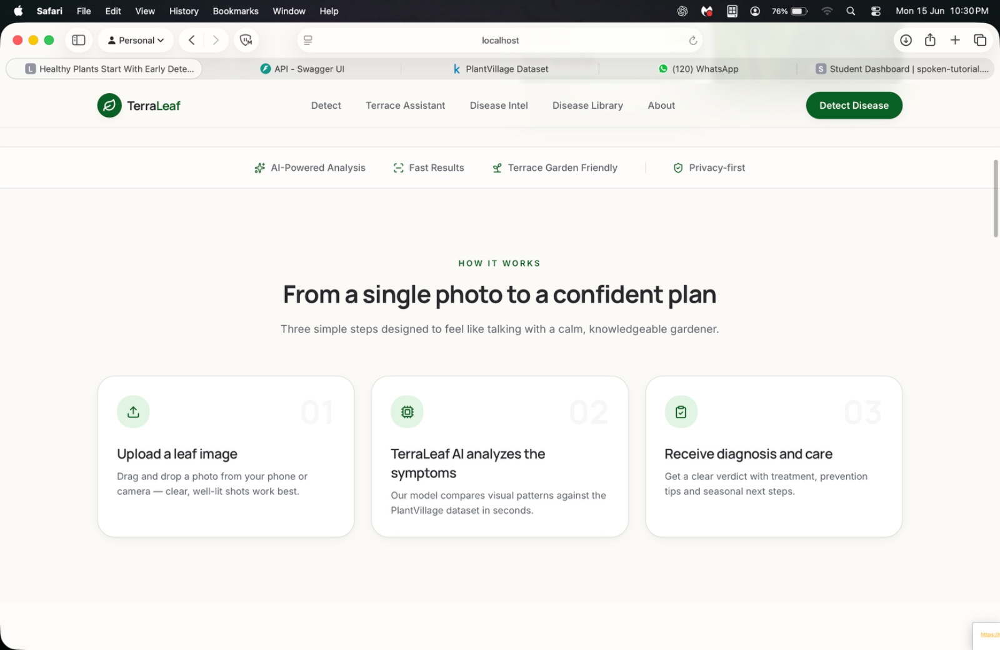 Safari File Edit View History Bookmarks Window Help 76% Mon 15 Jun 10:30 PM
Personal localhost
L Healthy Plants Start With Early Dete... API - Swagger UI k PlantVillage Dataset (120) WhatsApp S Student Dashboard | spoken-tutorial....
TerraLeaf Detect Terrace Assistant Disease Intel Disease Library About Detect Disease
AI-Powered Analysis Fast Results Terrace Garden Friendly Privacy-first
HOW IT WORKS
From a single photo to a confident plan
Three simple steps designed to feel like talking with a calm, knowledgeable gardener.
01
Upload a leaf image
Drag and drop a photo from your phone or
camera — clear, well-lit shots work best.
02
TerraLeaf AI analyzes the
symptoms
Our model compares visual patterns against the
PlantVillage dataset in seconds.
03
Receive diagnosis and care
Get a clear verdict with treatment, prevention
tips and seasonal next steps.